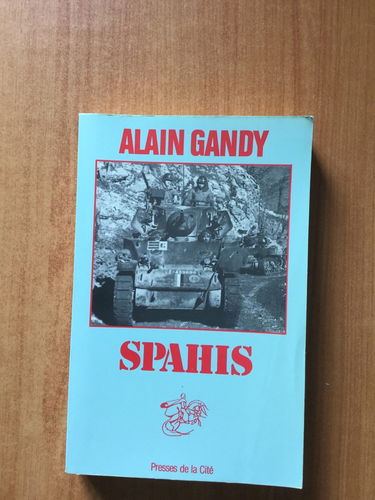 ALAIN GANDY
SPAHIS
Presses de la Cité